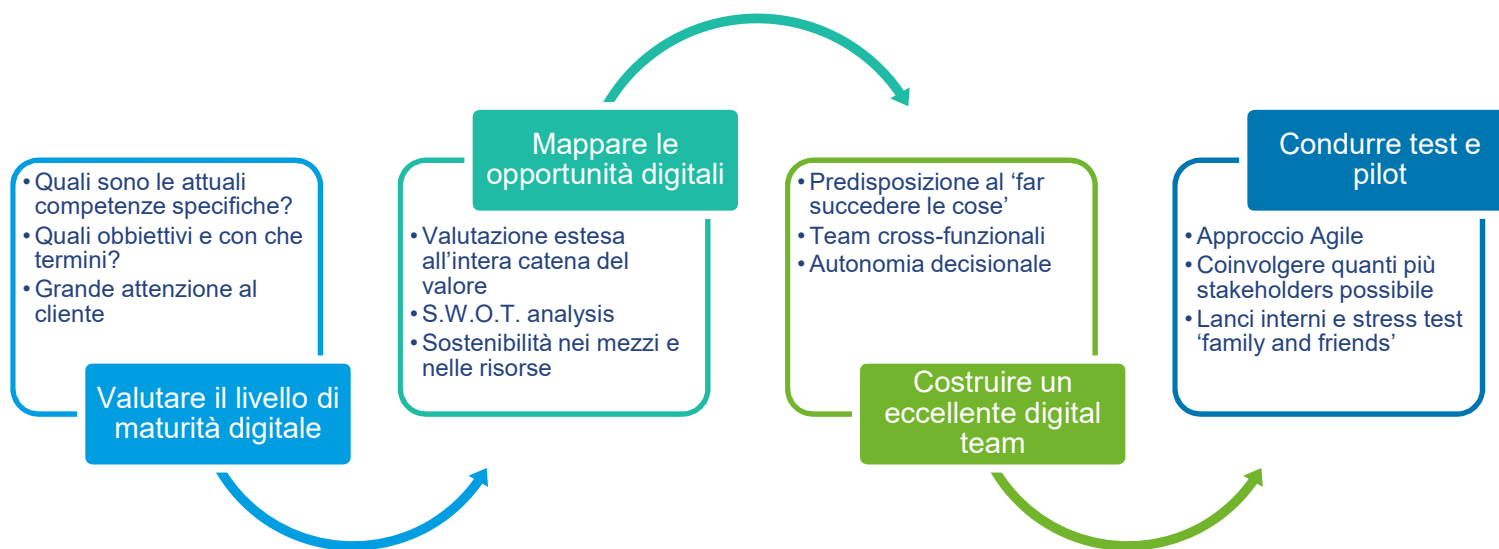 • Quali sono le attuali
competenze specifiche?
• Quali obbiettivi e con che
termini?
• Grande attenzione al
cliente
Valutare il livello di
maturità digitale
Mappare le
opportunità digitali
• Valutazione estesa
all’intera catena del
valore
• S.W.O.T. analysis
• Sostenibilità nei mezzi e
nelle risorse
• Predisposizione al ‘far
succedere le cose’
• Team cross-funzionali
• Autonomia decisionale
Costruire un
eccellente digital
team
Condurre test e
pilot
• Approccio Agile
• Coinvolgere quanti più
stakeholders possibile
• Lanci interni e stress test
‘family and friends’